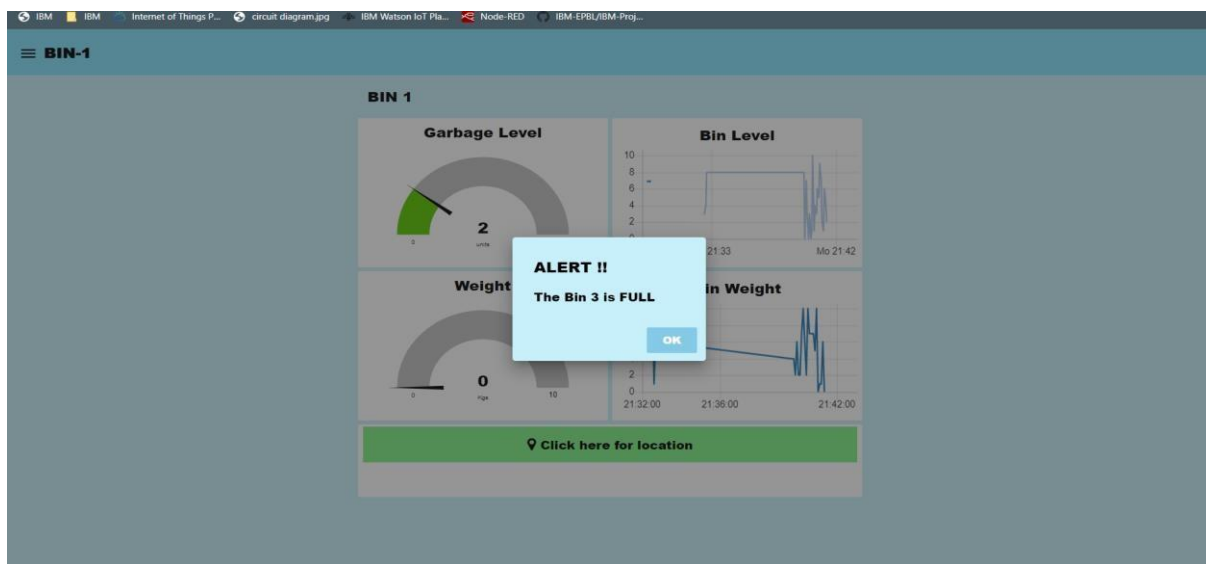 IBM IBM Internet of Things P... circuit diagram.jpg IBM Watson IoT Pla... Node-RED IBM-EPBL/IBM-Proj...
BIN-1
BIN 1
Garbage Level
2
units
Bin Level
10
8
6
4
2
0
21:33 Mo 21:42
ALERT !!
The Bin 3 is FULL
OK
Weight
0
0
10
in Weight
2
0
21:32:00 21:36:00 21:42:00
Click here for location